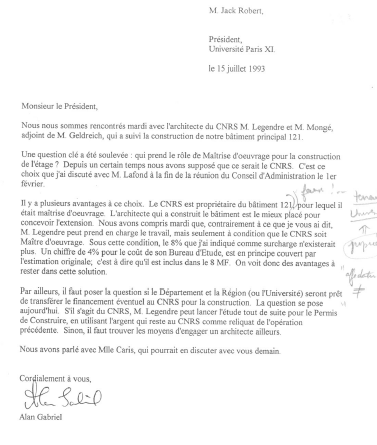 M. Jack Robert,
Président,
Université Paris XI.
le 15 juillet 1993
Monsieur le Président,
Nous nous sommes rencontrés mardi avec l'architecte du CNRS M. Legendre et M. Mongé,
adjoint de M. Geldreich, qui a suivi la construction de notre bâtiment principal 121.
Une question clé a été soulevée : qui prend le rôle de Maîtrise d'oeuvrage pour la construction
de l'étage ? Depuis un certain temps nous avons supposé que ce serait le CNRS. C'est ce
choix que j'ai discuté avec M. Lafond à la fin de la réunion du Conseil d'Administration le 1er
février.
Il y a plusieurs avantages à ce choix. Le CNRS est propriétaire du bâtiment 121, pour lequel il
était maîtrise d'oeuvrage. L'architecte qui a construit le bâtiment est le mieux placé pour
concevoir l'extension. Nous avons compris mardi que, contrairement à ce que je vous ai dit,
M. Legendre peut prend en charge le travail, mais seulement à condition que le CNRS soit
Maître d'oeuvrage. Sous cette condition, le 8% que j'ai indiqué comme surcharge n'existerait
plus. Un chiffre de 4% pour le coût de son Bureau d'Etude, est en principe couvert par
l'estimation originale; c'est á dire qu'il est inclus dans le 8 MF. On voit donc des avantages à
rester dans cette solution.
Par ailleurs, il faut poser la question si le Département et la Région (ou l'Université) seront prêt
de transférer le financement éventuel au CNRS pour la construction. La question se pose
aujourd'hui. S'il s'agit du CNRS, M. Legendre peut lancer l'étude tout de suite pour le Permis
de Construire, en utilisant l'argent qui reste au CNRS comme reliquat de l'opération
précédente. Sinon, il faut trouver les moyens d'engager un architecte ailleurs.
Nous avons parlé avec Mlle Caris, qui pourrait en discuter avec vous demain.
Cordialement à vous,
Alan Gabriel